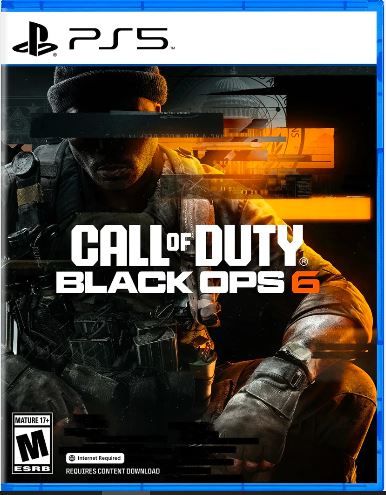 PS5
CALL OF DUTY®
BLACK OPS 6
MATURE 17+
M
ESRB
Internet Required
REQUIRES CONTENT DOWNLOAD